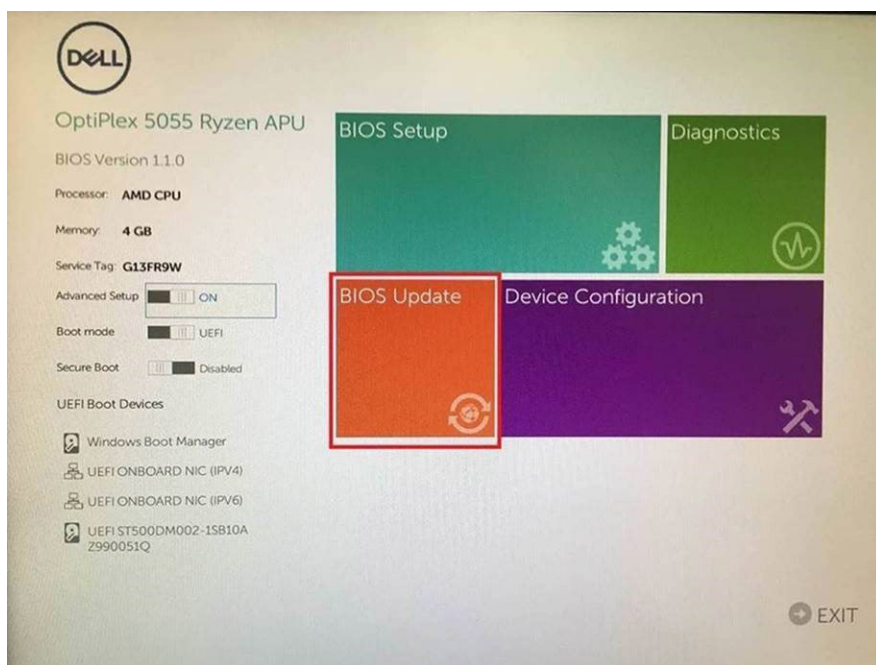 DELL
OptiPlex 5055 Ryzen APU
BIOS Version 1.1.0
Processor: AMD CPU
Memory: 4 GB
Service Tag: G13FR9W
Advanced Setup ON
Boot mode UEFI
Secure Boot Disabled
UEFI Boot Devices
Windows Boot Manager
UEFI ONBOARD NIC (IPV4)
UEFI ONBOARD NIC (IPV6)
UEFI ST500DM002-1SB10A
Z990051Q
BIOS Setup
Diagnostics
BIOS Update
Device Configuration
EXIT